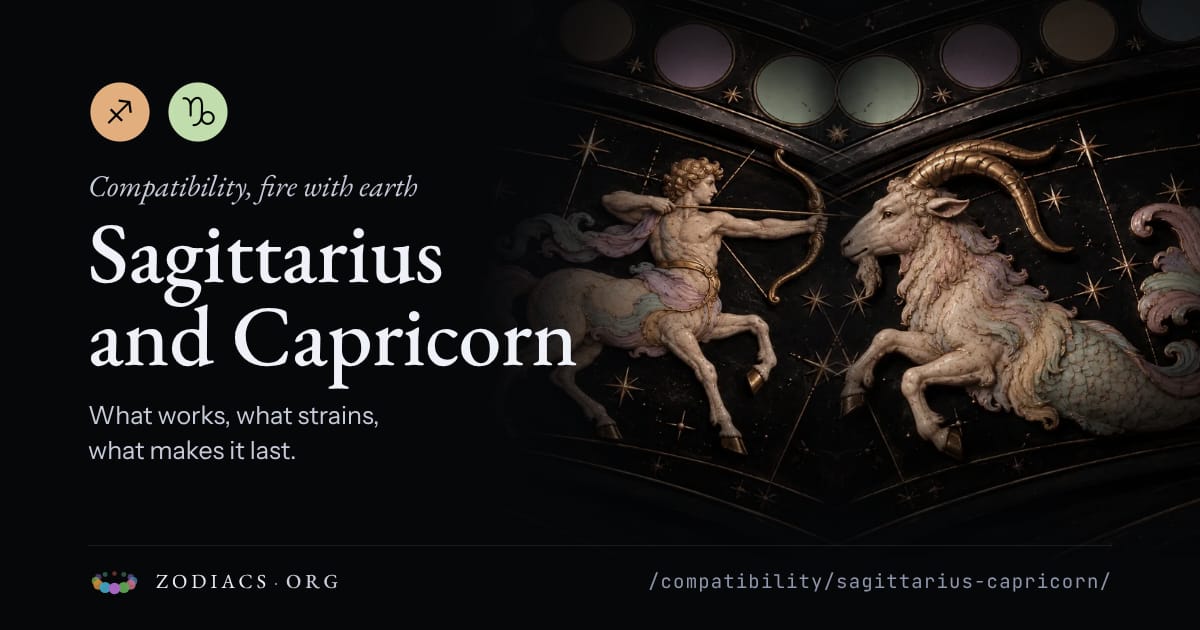 ♐ ♑
Compatibility, fire with earth
Sagittarius
and Capricorn
What works, what strains,
what makes it last.
ZODIACS·ORG
/compatibility/sagittarius-capricorn/